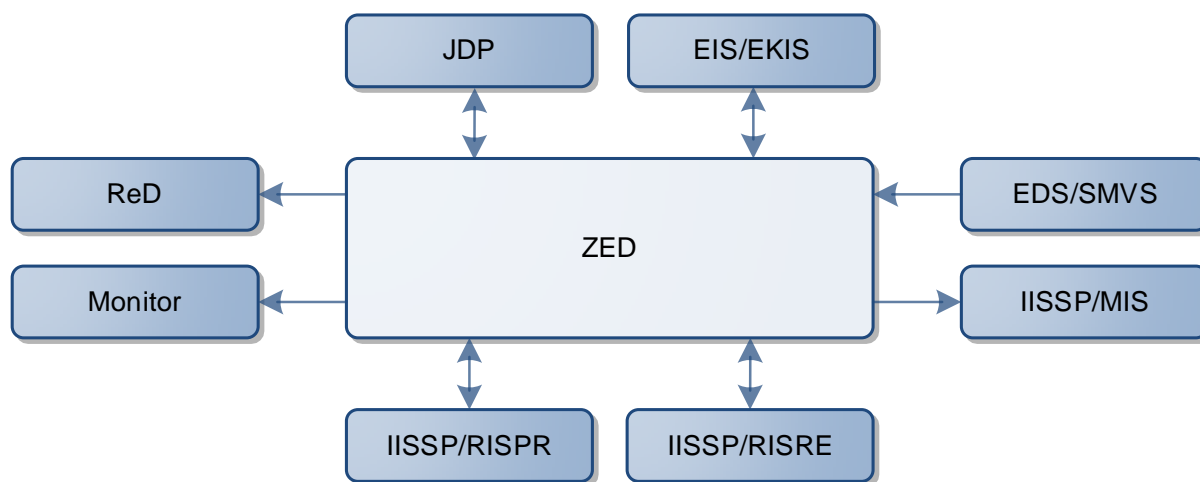 JDP
EIS/EKIS
ReD
EDS/SMVS
ZED
Monitor
IISSP/MIS
IISSP/RISPR
IISSP/RISRE